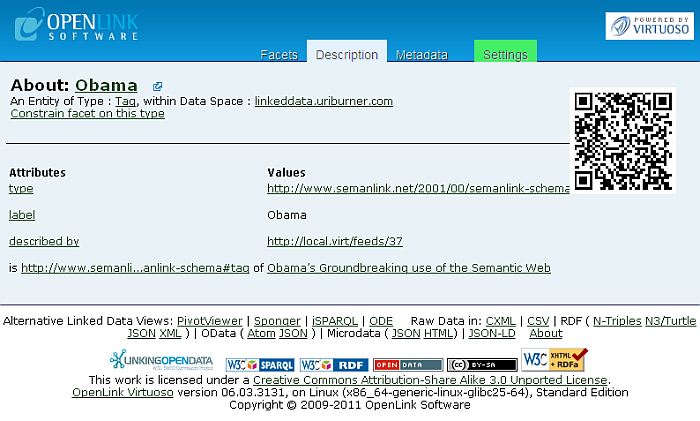 OPENLINK
SOFTWARE
POWERED BY
VIRTUOSO
Facets Description Metadata Settings
About: Obama
An Entity of Type : Tag, within Data Space : linkeddata.uriburner.com
Constrain facet on this type
Attributes Values
type http://www.semanlink.net/2001/00/semanlink-schema
label Obama
described by http://local.virt/feeds/37
is http://www.semanli...anlink-schema#tag of Obama's Groundbreaking use of the Semantic Web
Alternative Linked Data Views: PivotViewer | Sponger | iSPARQL | ODE Raw Data in: CXML | CSV | RDF ( N-Triples N3/Turtle
JSON XML ) | OData ( Atom JSON ) | Microdata ( JSON HTML) | JSON-LD About
LINKINGOPENDATA W3C SPARQL W3C RDF OPEN DATA cc BY-SA W3C XHTML + RDFa
This work is licensed under a Creative Commons Attribution-Share Alike 3.0 Unported License.
OpenLink Virtuoso version 06.03.3131, on Linux (x86_64-generic-linux-glibc25-64), Standard Edition
Copyright © 2009-2011 OpenLink Software